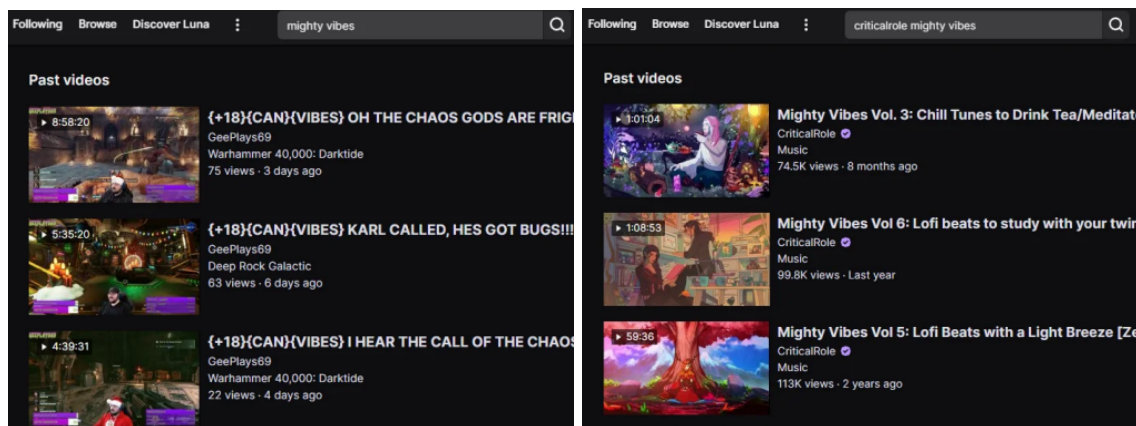 Following Browse Discover Luna
mighty vibes
Past videos
8:58:20
{+18}{CAN}{VIBES} OH THE CHAOS GODS ARE FRIG
GeePlays69
Warhammer 40,000: Darktide
75 views · 3 days ago
5:35:20
{+18}{CAN}{VIBES} KARL CALLED, HES GOT BUGS!!!
GeePlays69
Deep Rock Galactic
63 views · 6 days ago
4:39:31
{+18}{CAN}{VIBES} I HEAR THE CALL OF THE CHAOS
GeePlays69
Warhammer 40,000: Darktide
22 views · 4 days ago
Following Browse Discover Luna
criticalrole mighty vibes
Past videos
1:01:04
Mighty Vibes Vol. 3: Chill Tunes to Drink Tea/Meditat
CriticalRole
Music
74.5K views · 8 months ago
1:08:53
Mighty Vibes Vol 6: Lofi beats to study with your twin
CriticalRole
Music
99.8K views · Last year
59:36
Mighty Vibes Vol 5: Lofi Beats with a Light Breeze [Ze
CriticalRole
Music
113K views · 2 years ago